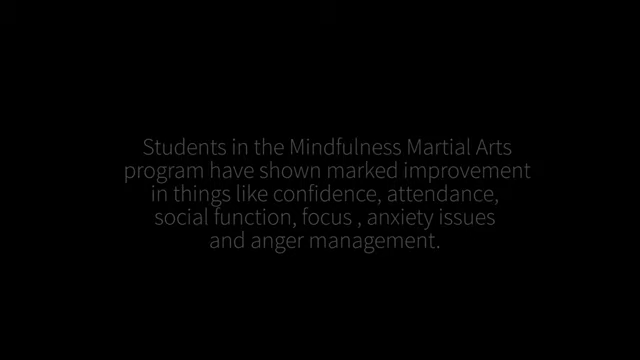 Students in the Mindfulness Martial Arts
program have shown marked improvement
in things like confidence, attendance,
social function, focus , anxiety issues
and anger management.